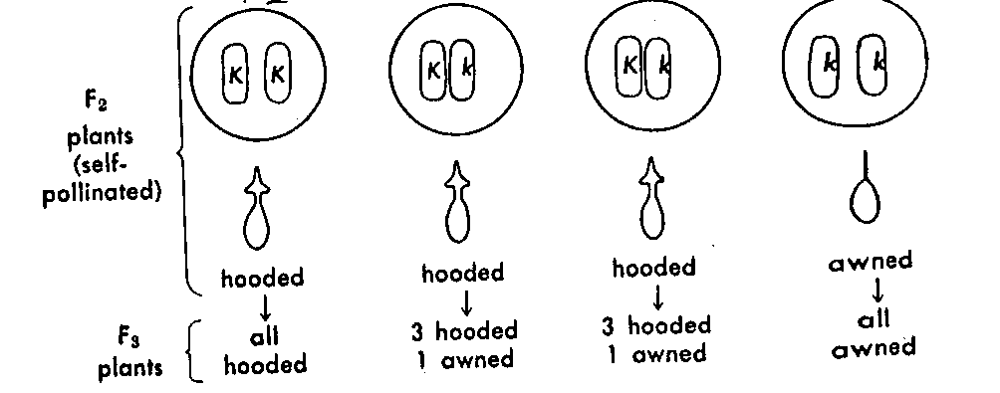 K K
K k
K k
k k
F2
plants
(self-
pollinated)
hooded
hooded
hooded
awned
F3
plants
all
hooded
3 hooded
1 awned
3 hooded
1 awned
all
awned